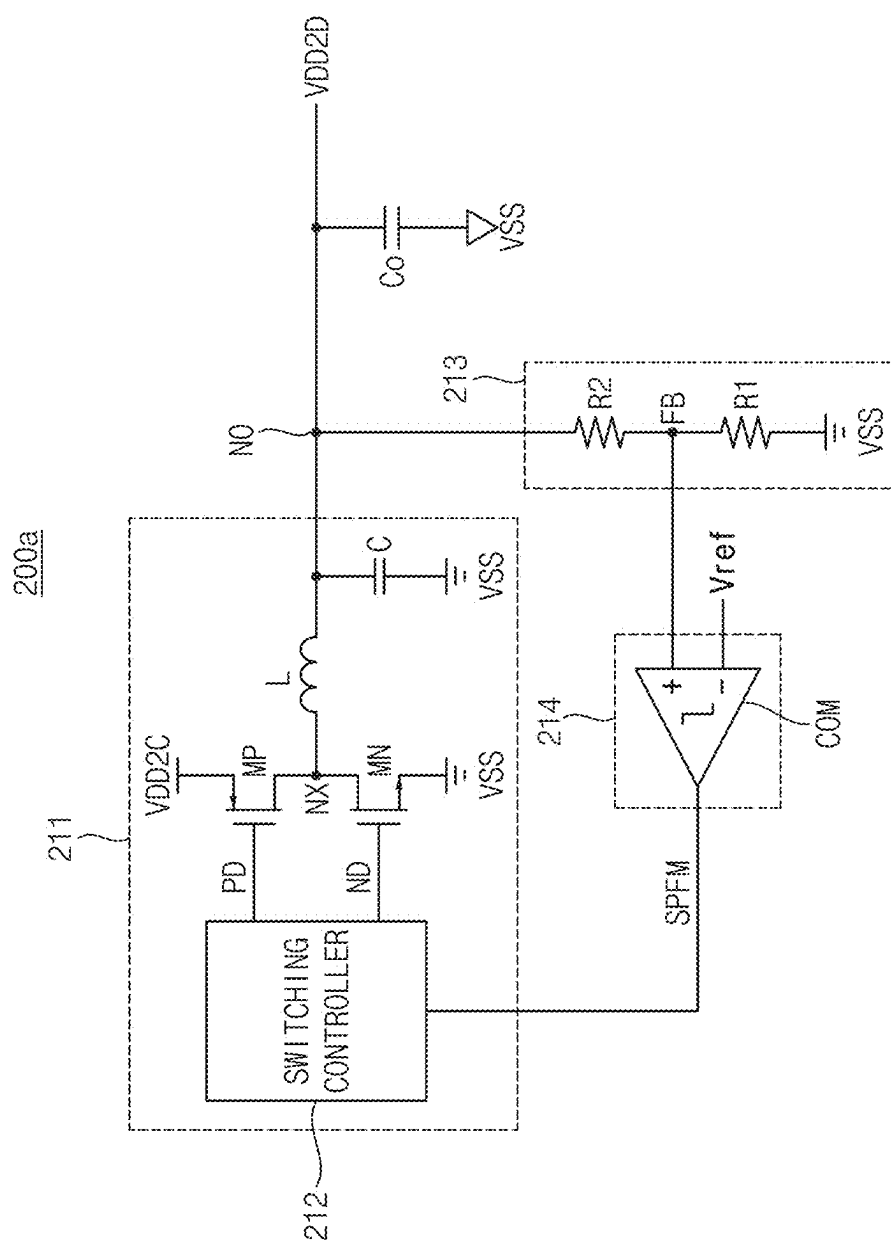 200a
211
VDD2C
MP
PD
NX
L
NO
VDD2D
SWITCHING
CONTROLLER
ND
MN
C
Co
VSS
VSS
VSS
212
213
R2
FB
R1
VSS
214
+
-
Vref
SPFM
COM